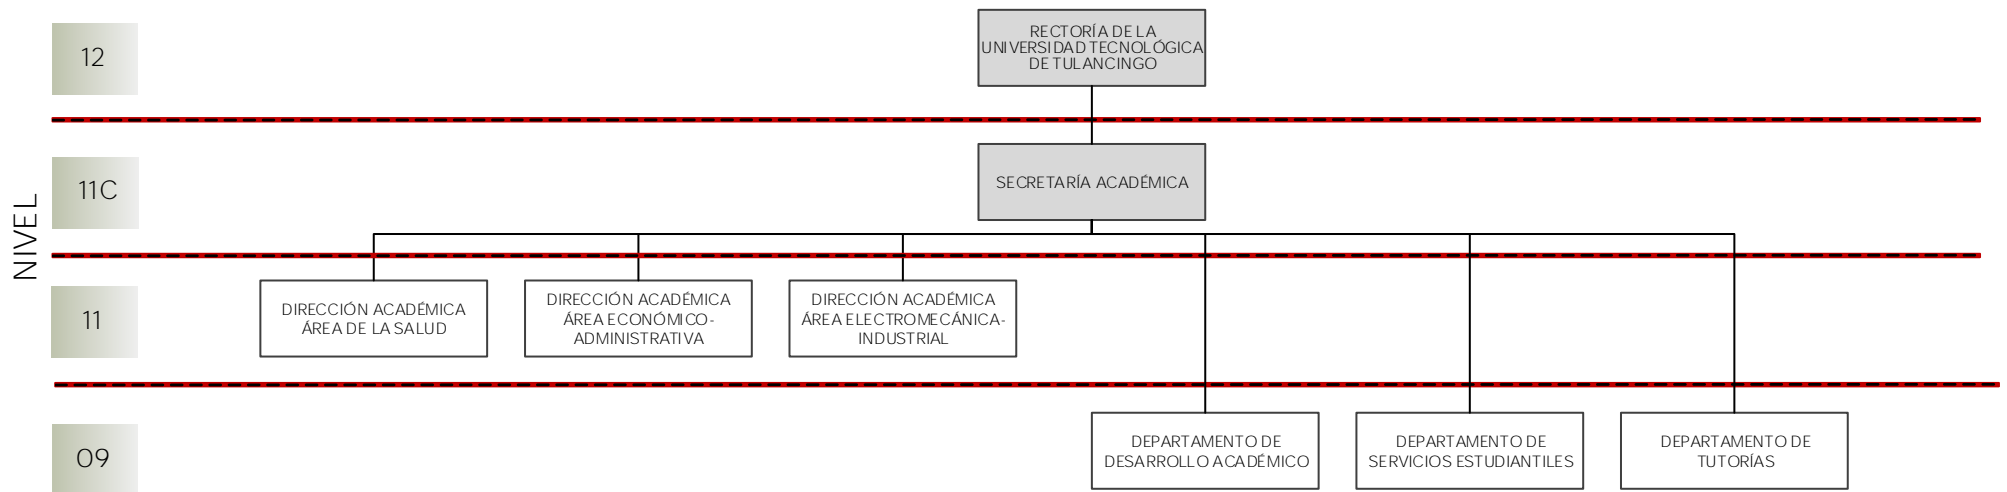 12
RECTORÍA DE LA
UNIVERSIDAD TECNOLÓGICA
DE TULANCINGO
NIVEL
11C
SECRETARÍA ACADÉMICA
11
DIRECCIÓN ACADÉMICA
ÁREA DE LA SALUD
DIRECCIÓN ACADÉMICA
ÁREA ECONÓMICO-
ADMINISTRATIVA
DIRECCIÓN ACADÉMICA
ÁREA ELECTROMECÁNICA-
INDUSTRIAL
09
DEPARTAMENTO DE
DESARROLLO ACADÉMICO
DEPARTAMENTO DE
SERVICIOS ESTUDIANTILES
DEPARTAMENTO DE
TUTORÍAS